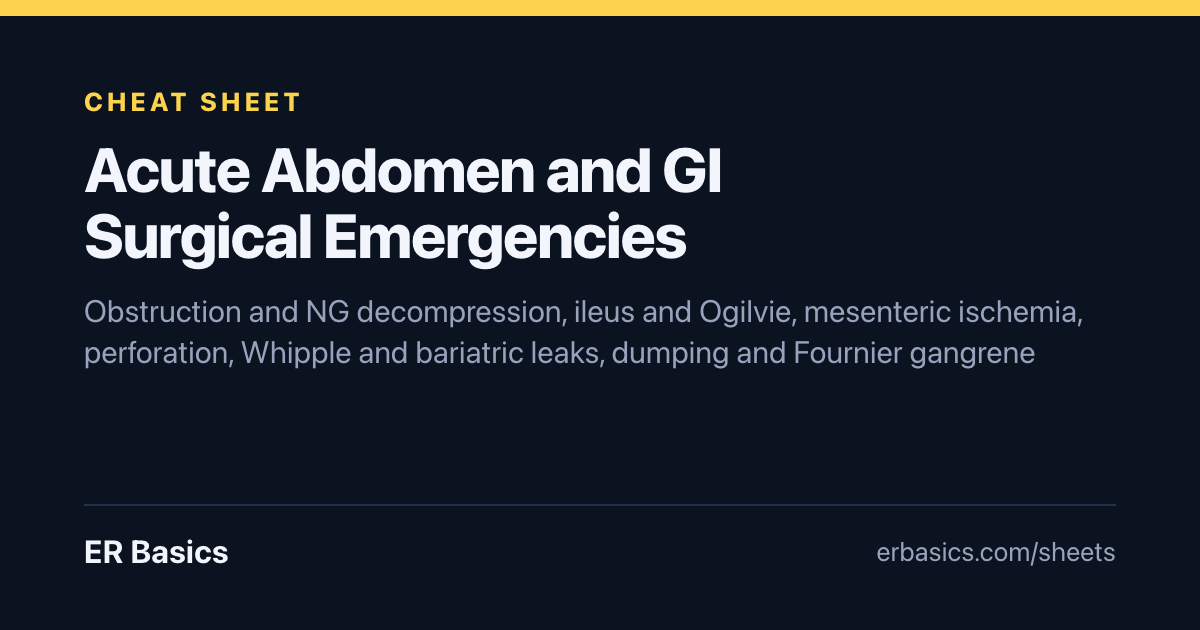 CHEAT SHEET
Acute Abdomen and GI
Surgical Emergencies
Obstruction and NG decompression, ileus and Ogilvie, mesenteric ischemia,
perforation, Whipple and bariatric leaks, dumping and Fournier gangrene
ER Basics
erbasics.com/sheets